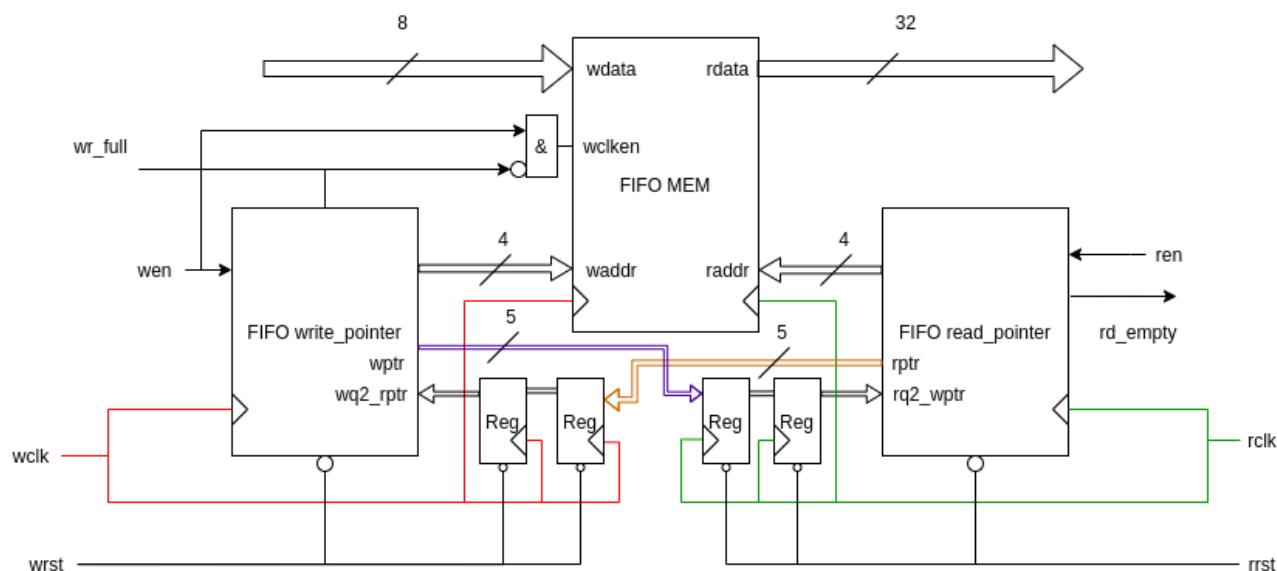 8
32
wdata
rdata
wr_full
&
wclken
FIFO MEM
4
4
wen
waddr
raddr
ren
5
FIFO write_pointer
5
FIFO read_pointer
rd_empty
wptr
rptr
wq2_rptr
rq2_wptr
Reg
Reg
Reg
Reg
wclk
rclk
wrst
rrst